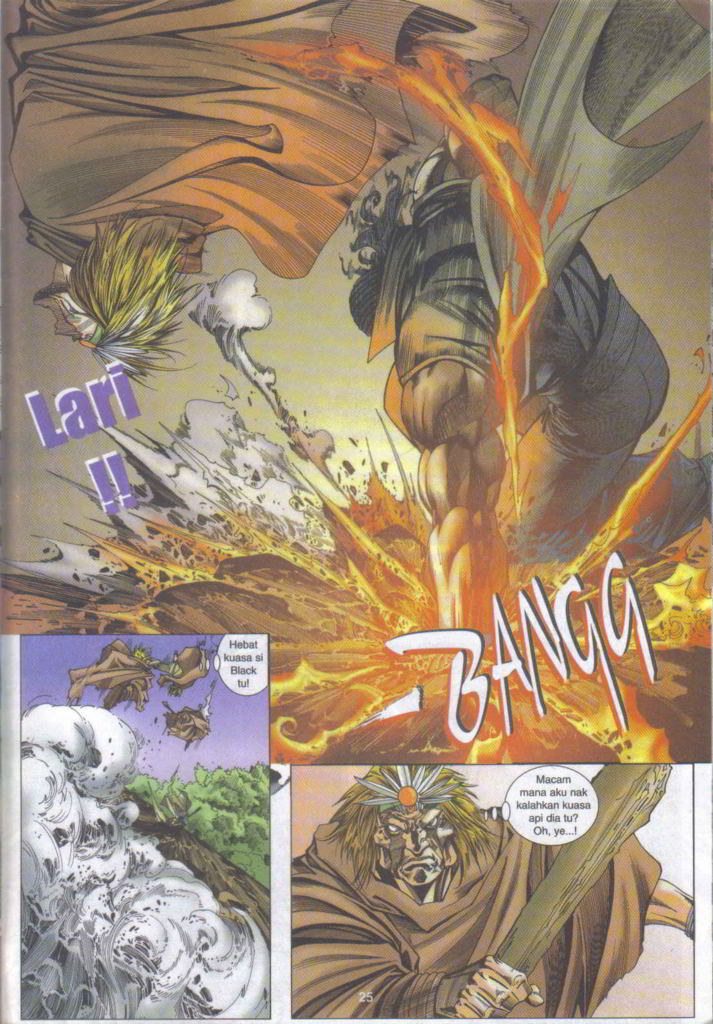 Lari
!!
BANGG
Hebat
kuasa si
Black
tu!
Macam
mana aku nak
kalahkan kuasa
api dia tu?
Oh, ye...!
25